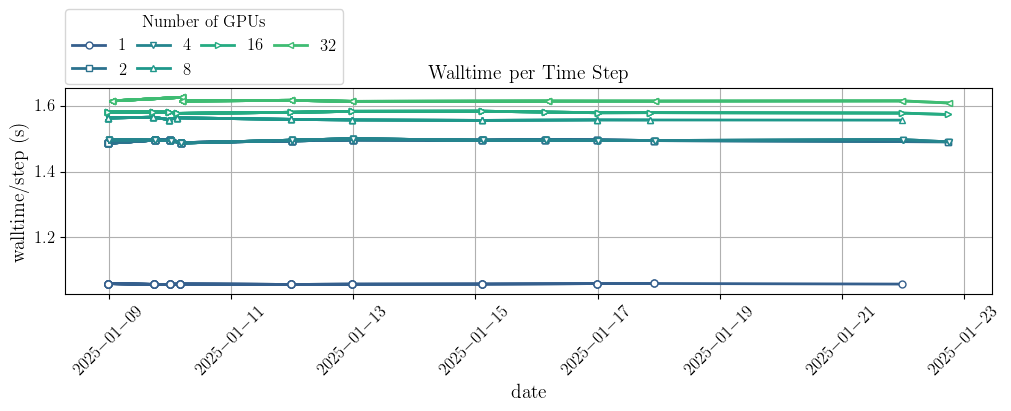 Number of GPUs
1 4 16 32
2 8
Walltime per Time Step
walltime/step (s)
1.6
1.4
1.2
2025−01−09
2025−01−11
2025−01−13
2025−01−15
2025−01−17
2025−01−19
2025−01−21
2025−01−23
date